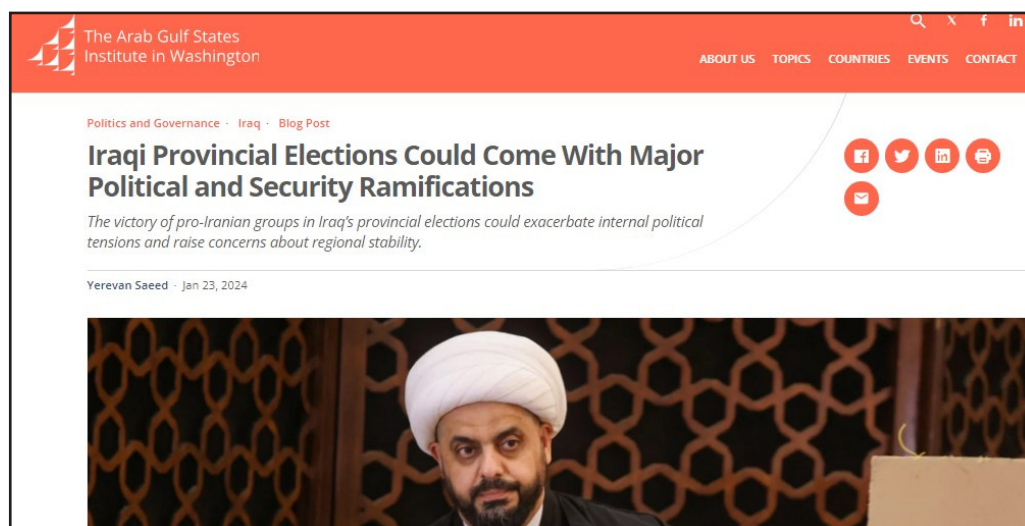 The Arab Gulf States
Institute in Washington
ABOUT US TOPICS COUNTRIES EVENTS CONTACT
Politics and Governance · Iraq · Blog Post
Iraqi Provincial Elections Could Come With Major
Political and Security Ramifications
The victory of pro-Iranian groups in Iraq's provincial elections could exacerbate internal political
tensions and raise concerns about regional stability.
Yerevan Saeed · Jan 23, 2024